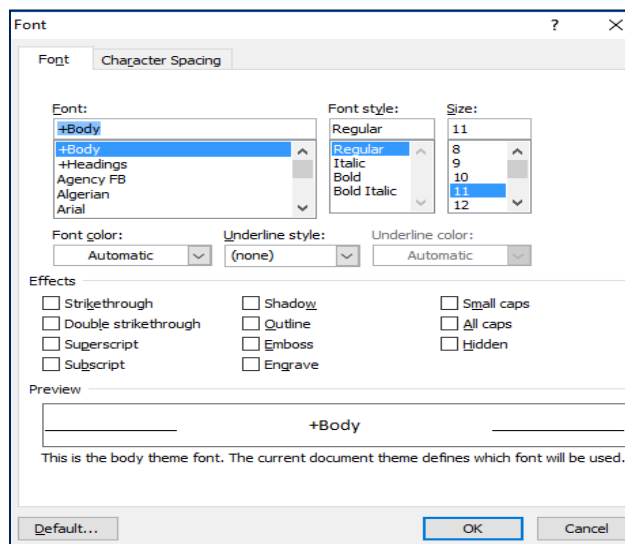 Font ?
Font Character Spacing
Font: Font style: Size:
+Body Regular 11
+Body Regular 8
+Headings Italic 9
Agency FB Bold 10
Algerian Bold Italic 11
Arial 12
Font color: Underline style: Underline color:
Automatic (none) Automatic
Effects
Strikethrough Shadow Small caps
Double strikethrough Outline All caps
Superscript Emboss Hidden
Subscript Engrave
Preview
+Body
This is the body theme font. The current document theme defines which font will be used.
Default... OK Cancel